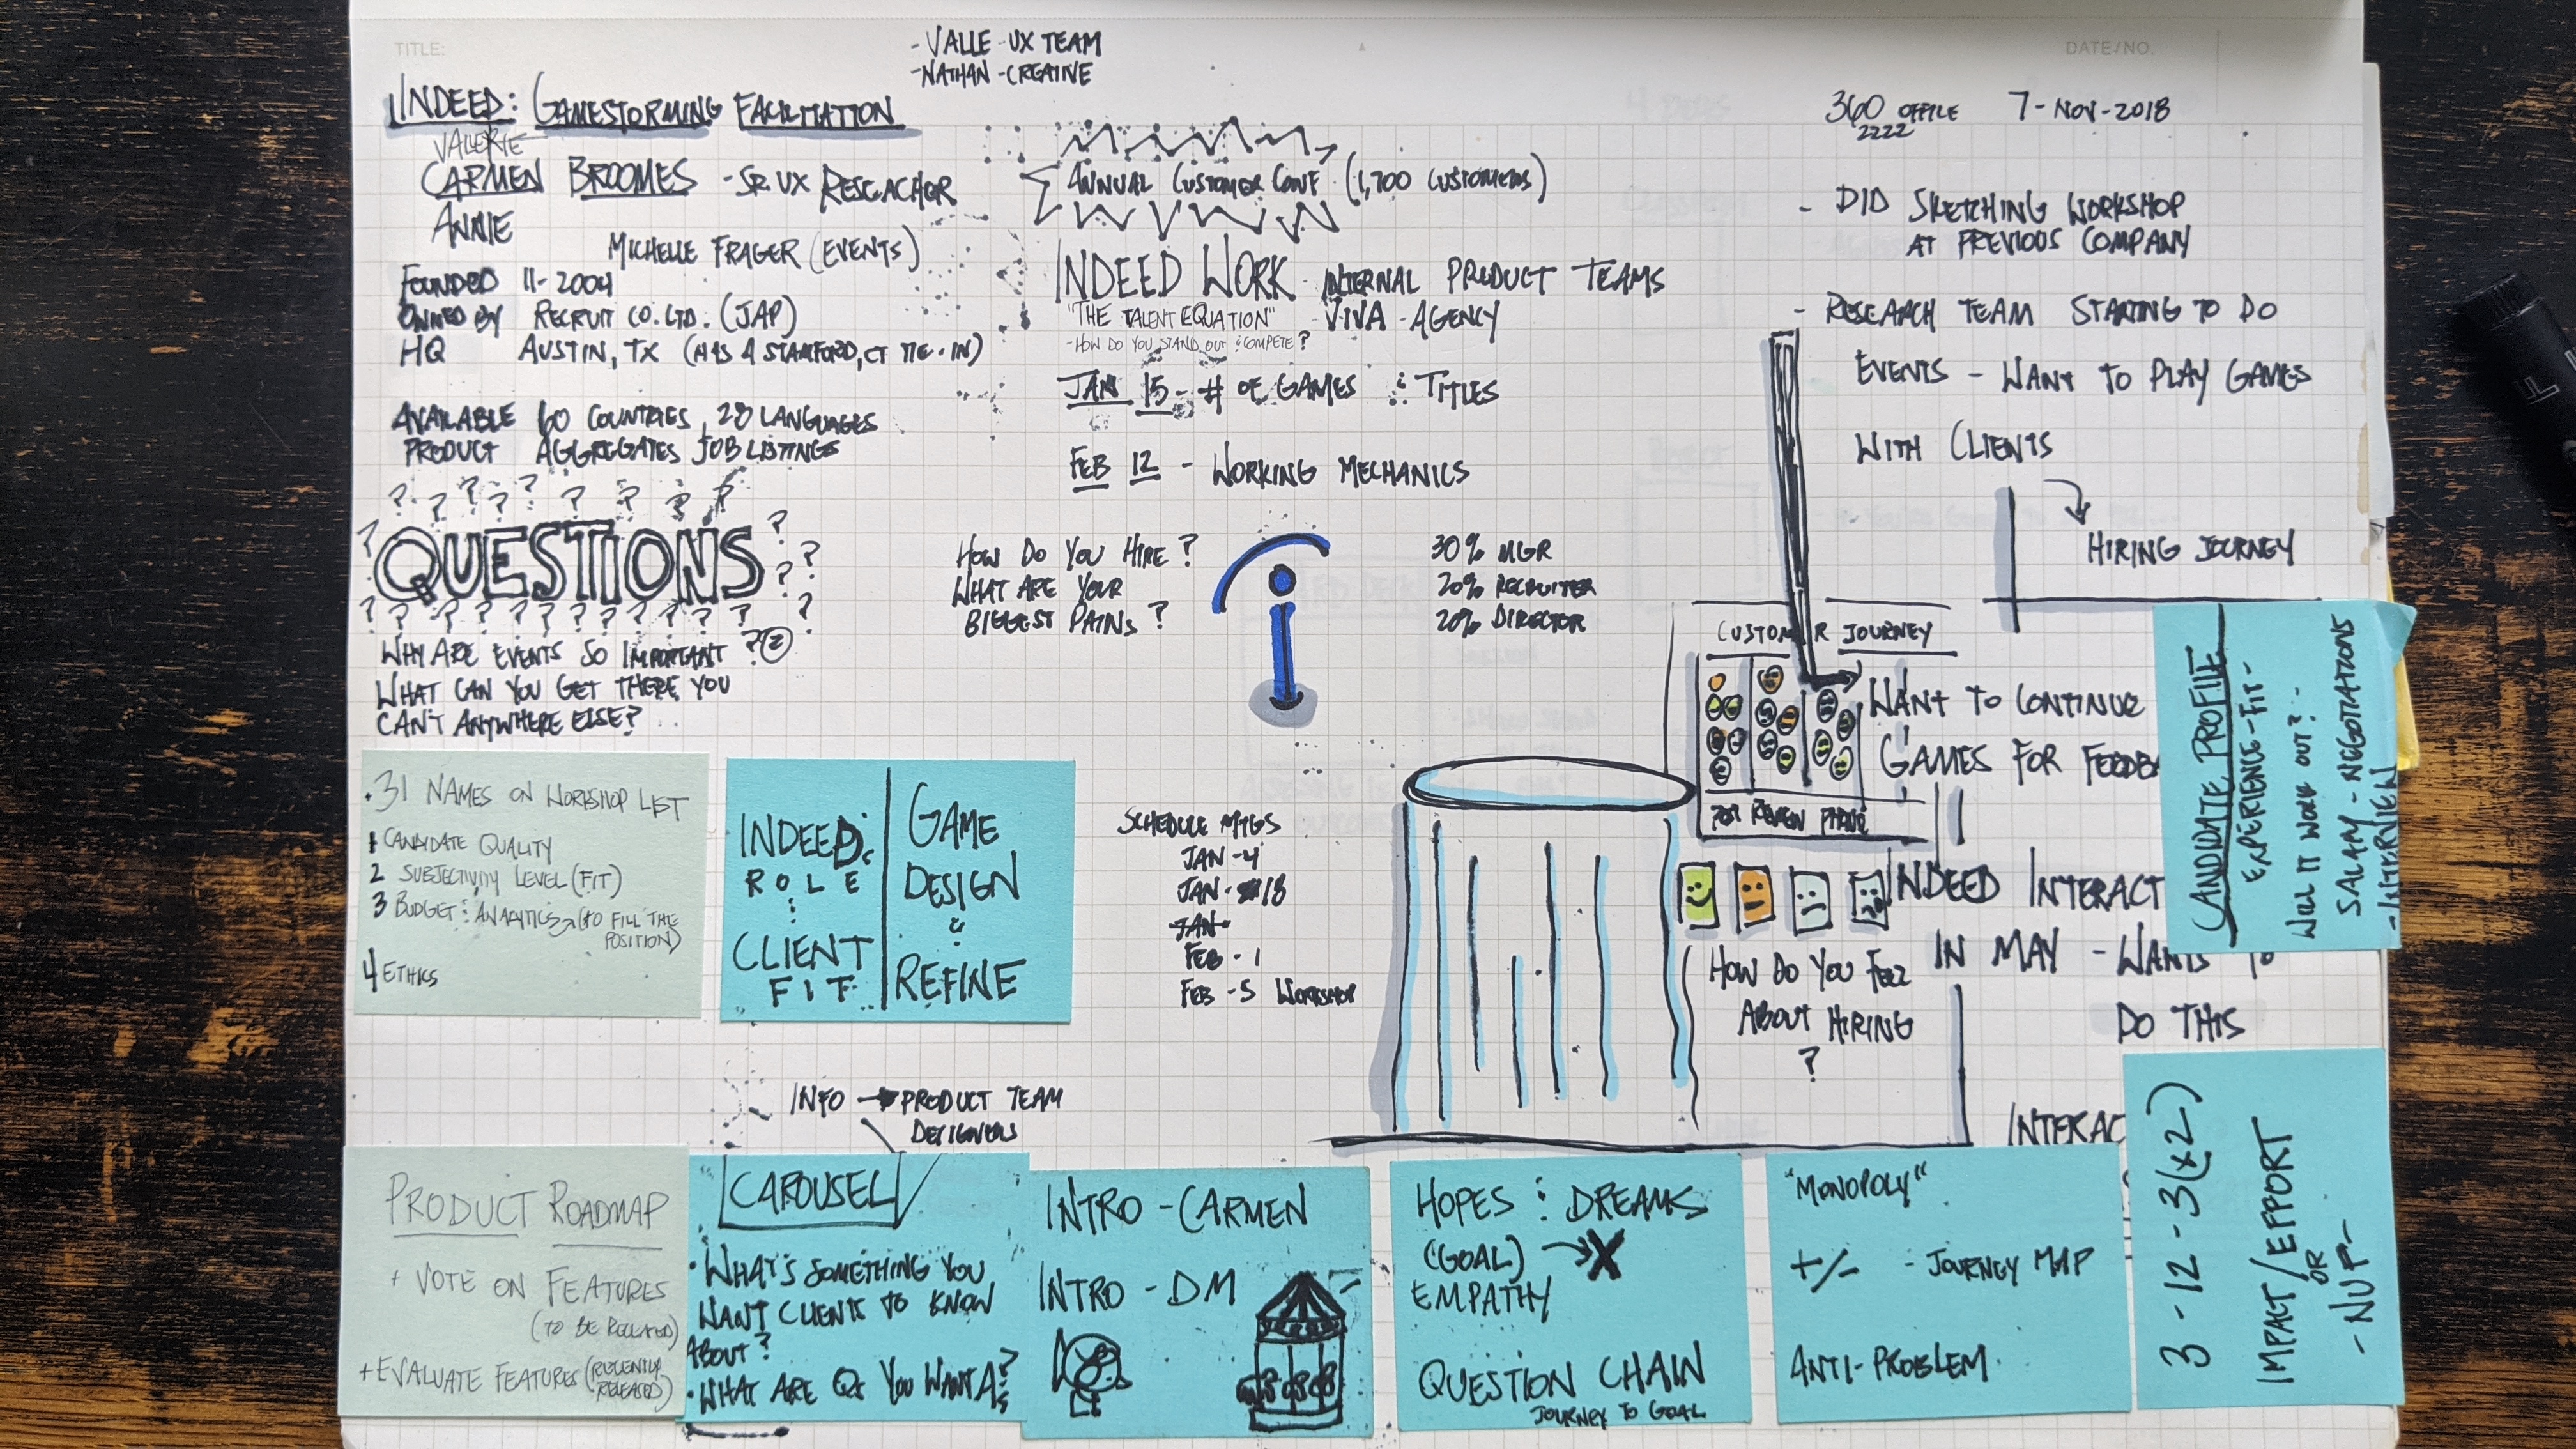 TITLE:
DATE/NO.
- VALLE - UX TEAM
- NATHAN - CREATIVE
INDEED: GAMESTORMING FACILITATION
VALERIE
CARMEN BROOMES - SR. UX RESEACHER
ANNIE
MICHELLE FRAGER (EVENTS)
FOUNDED 11-2004
OWNED BY RECRUIT CO. LTD. (JAP)
HQ AUSTIN, TX (HAS A STAMFORD, CT TIE-IN)
AVAILABLE 60 COUNTRIES, 28 LANGUAGES
PRODUCT AGGREGATES JOB LISTINGS
? ? ? ? ? ? ? ?
QUESTIONS
? ? ? ? ? ? ? ? ? ? ?
WHY ARE EVENTS SO IMPORTANT ? 2
WHAT CAN YOU GET THERE YOU
CAN'T ANYWHERE ELSE?
ANNUAL CUSTOMER CONF. (1,700 CUSTOMERS)
INDEED WORK - INTERNAL PRODUCT TEAMS
"THE TALENT EQUATION" - VIVA - AGENCY
- HOW DO YOU STAND OUT & COMPETE?
JAN 15 - # OF GAMES & TITLES
FEB 12 - WORKING MECHANICS
HOW DO YOU HIRE?
WHAT ARE YOUR
BIGGEST PAINS?
i
30% MGR
20% RECRUITER
20% DIRECTOR
360 OFFICE 7-NOV-2018
2222
- DID SKETCHING WORKSHOP
AT PREVIOUS COMPANY
- RESEARCH TEAM STARTING TO DO
EVENTS - WANT TO PLAY GAMES
WITH CLIENTS
HIRING JOURNEY
CUSTOM R JOURNEY
FOR REVIEW PHASE
WANT TO CONTINUE
GAMES FOR FEEDBA
INDEED INTERACT
IN MAY - WANTS TO
DO THIS
INTERAC
HOW DO YOU FEEL
ABOUT HIRING
?
CANDIDATE PROFILE
EXPERIENCE - FIT -
WILL IT WORK OUT? -
SALARY - NEGOTIATIONS
- INTERVIEW
.31 NAMES ON WORKSHOP LIST
1 CANDIDATE QUALITY
2 SUBJECTIVITY LEVEL (FIT)
3 BUDGET & ANALYTICS (TO FILL THE
POSITION)
4 ETHICS
INDEED:
ROLE
&
CLIENT
FIT
GAME
DESIGN
&
REFINE
SCHEDULE MTGS
JAN - 4
JAN - 18
JAN -
FEB - 1
FEB - 5 WORKSHOP
INFO → PRODUCT TEAM
DESIGNERS
PRODUCT ROADMAP
+ VOTE ON FEATURES
(TO BE RELEASED)
+ EVALUATE FEATURES (RECENTLY
RELEASED)
CAROUSEL
• WHAT'S SOMETHING YOU
WANT CLIENTS TO KNOW
ABOUT?
• WHAT ARE Qs YOU WANT As?
INTRO - CARMEN
INTRO - DM
HOPES & DREAMS
(GOAL) → X
EMPATHY
QUESTION CHAIN
JOURNEY TO GOAL
"MONOPOLY"
+/- - JOURNEY MAP
ANTI-PROBLEM
3 - 12 - 3 (x2)
IMPACT/EFFORT
OR
- NUF -